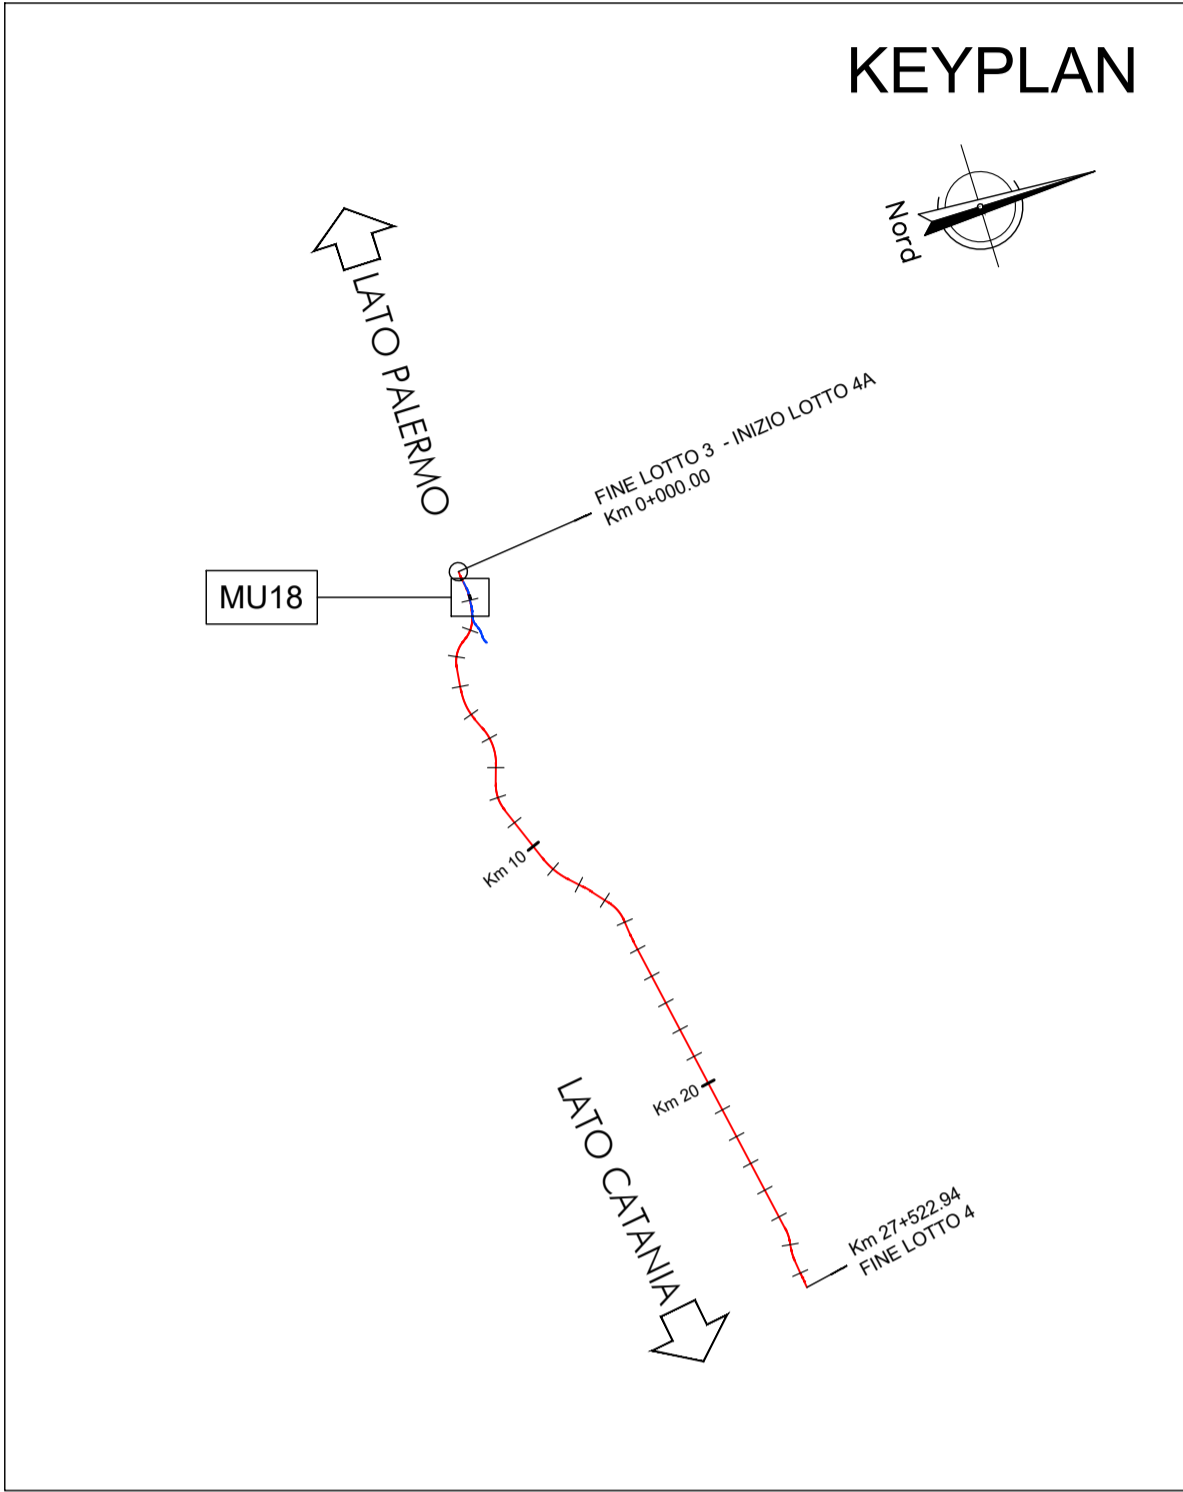 KEYPLAN
Nord
LATO PALERMO
FINE LOTTO 3 - INIZIO LOTTO 4A
Km 0+000.00
MU18
Km 10
Km 20
LATO CATANIA
Km 27+522.94
FINE LOTTO 4